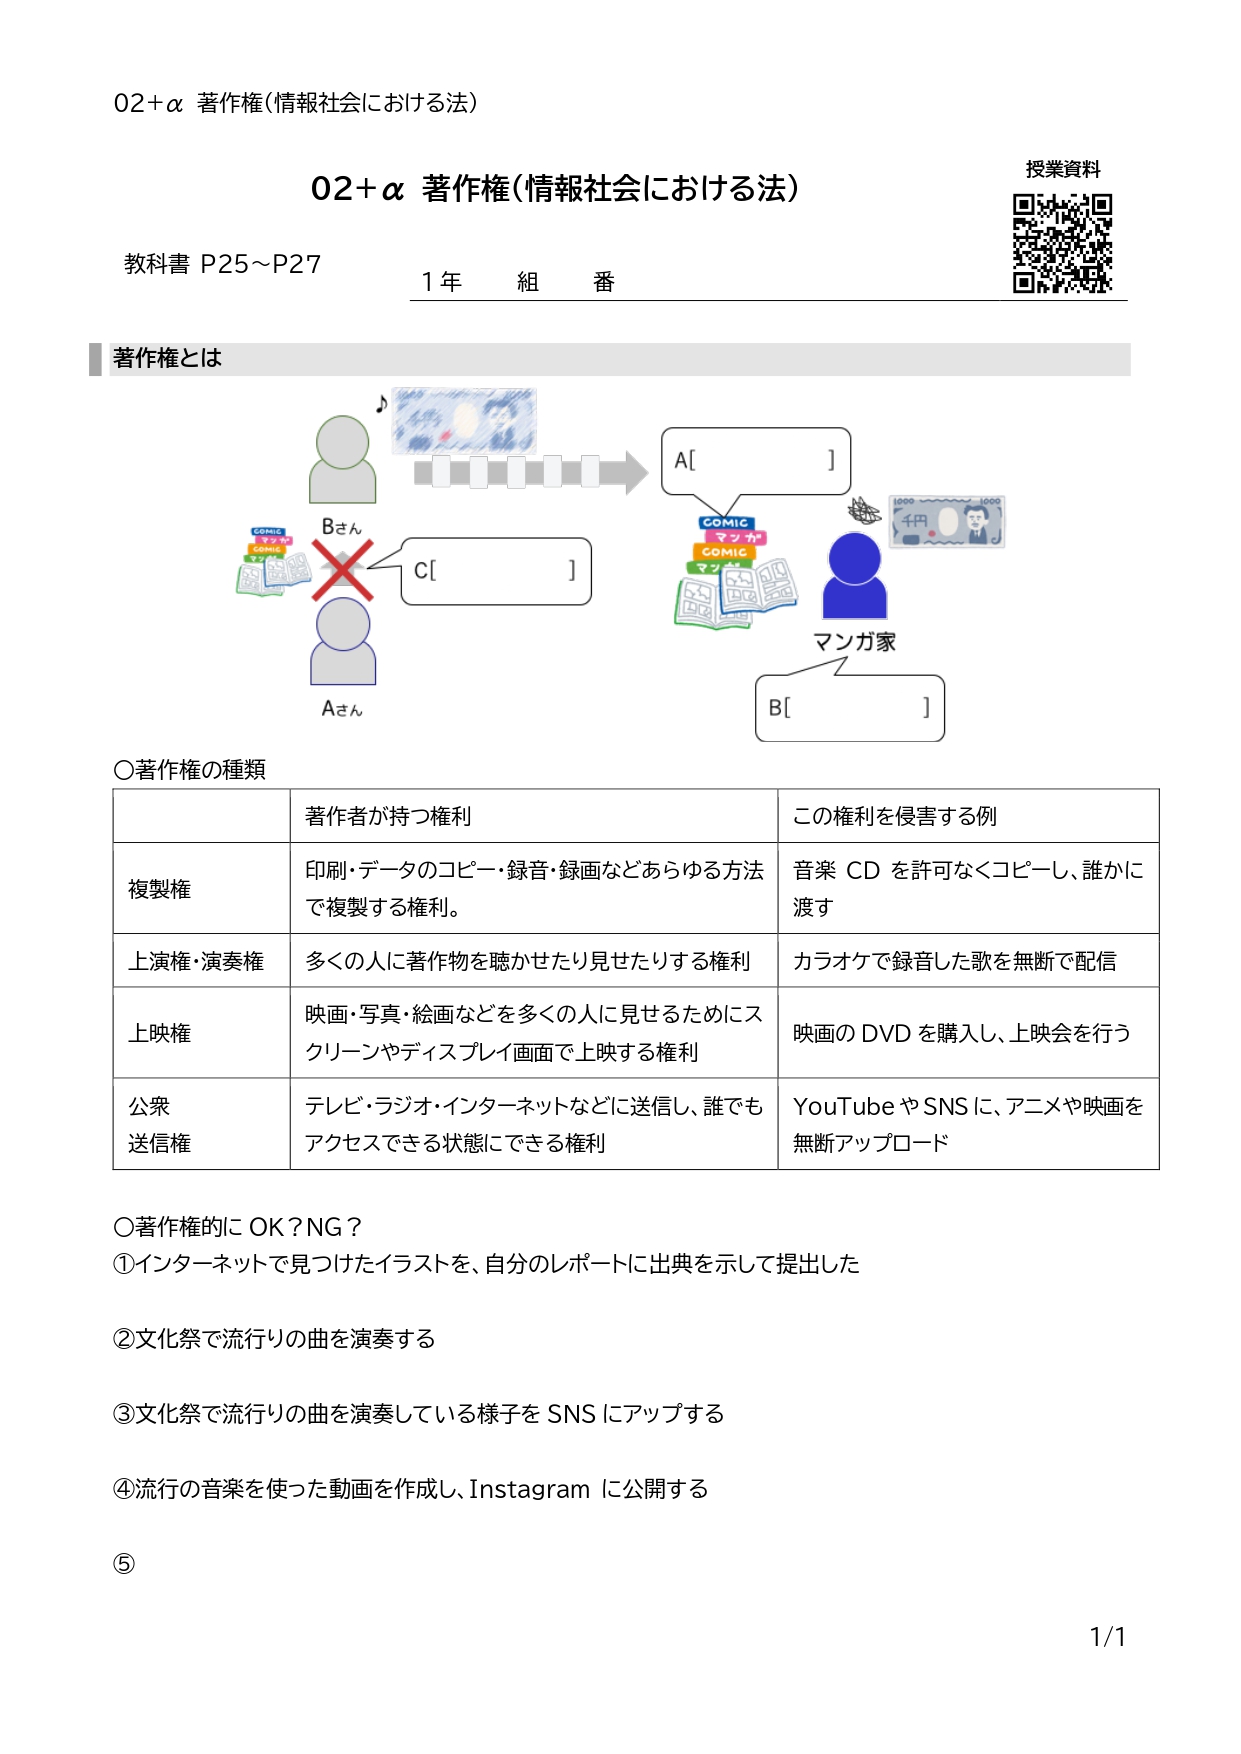 02+α 著作権(情報社会における法)
授業資料
02+α 著作権(情報社会における法)
教科書 P25～P27
1年 組 番
著作権とは
♪
A[ ]
1000 1000
千円
Bさん
COMIC
マンガ
COMIC
マンガ
COMIC
マンガ
COMIC
マンガ
C[ ]
マンガ家
Aさん
B[ ]
○著作権の種類
著作者が持つ権利 この権利を侵害する例
複製権 印刷・データのコピー・録音・録画などあらゆる方法 音楽 CD を許可なくコピーし、誰かに
で複製する権利。 渡す
上演権・演奏権 多くの人に著作物を聴かせたり見せたりする権利 カラオケで録音した歌を無断で配信
上映権 映画・写真・絵画などを多くの人に見せるためにス 映画の DVD を購入し、上映会を行う
クリーンやディスプレイ画面で上映する権利
公衆 テレビ・ラジオ・インターネットなどに送信し、誰でも YouTube や SNS に、アニメや映画を
送信権 アクセスできる状態にできる権利 無断アップロード
○著作権的に OK？NG？
①インターネットで見つけたイラストを、自分のレポートに出典を示して提出した
②文化祭で流行りの曲を演奏する
③文化祭で流行りの曲を演奏している様子を SNS にアップする
④流行の音楽を使った動画を作成し、Instagram に公開する
⑤
1/1